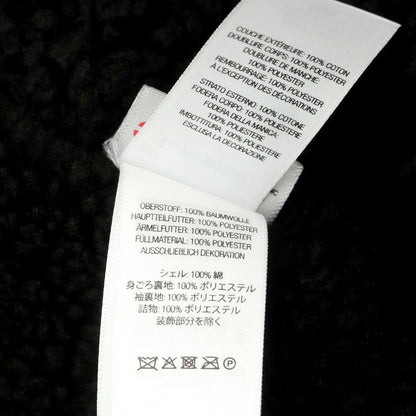 COUCHE EXTÉRIEURE: 100% COTON
DOUBLURE CORPS: 100% POLYESTER
DOUBLURE DE MANCHE:
100% POLYESTER
REMBOURRAGE: 100% POLYESTER
À L'EXCEPTION DES DÉCORATIONS
STRATO ESTERNO: 100% COTONE
FODERA CORPO: 100% POLIESTERE
FODERA DELLA MANICA:
100% POLIESTERE
IMBOTTITURA: 100% POLIESTERE
ESCLUSA LA DECORAZIONE
OBERSTOFF: 100% BAUMWOLLE
HAUPTTEILFUTTER: 100% POLYESTER
ÄRMELFUTTER: 100% POLYESTER
FÜLLMATERIAL: 100% POLYESTER
AUSSCHLIEßLICH DEKORATION
シェル: 100% 綿
身ごろ裏地: 100% ポリエステル
袖裏地: 100% ポリエステル
詰物: 100% ポリエステル
装飾部分を除く
P